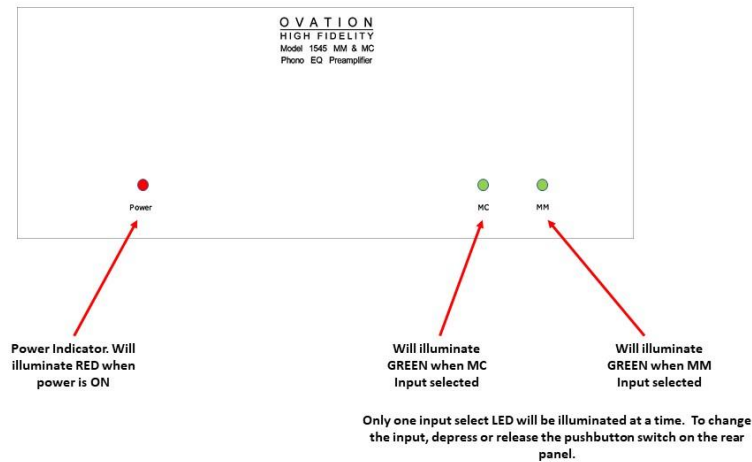 OVATION
HIGH FIDELITY
Model 1545 MM & MC
Phono EQ Preamplifier
Power
MC
MM
Power Indicator. Will
illuminate RED when
power is ON
Will illuminate
GREEN when MC
Input selected
Will illuminate
GREEN when MM
Input selected
Only one input select LED will be illuminated at a time. To change
the input, depress or release the pushbutton switch on the rear
panel.